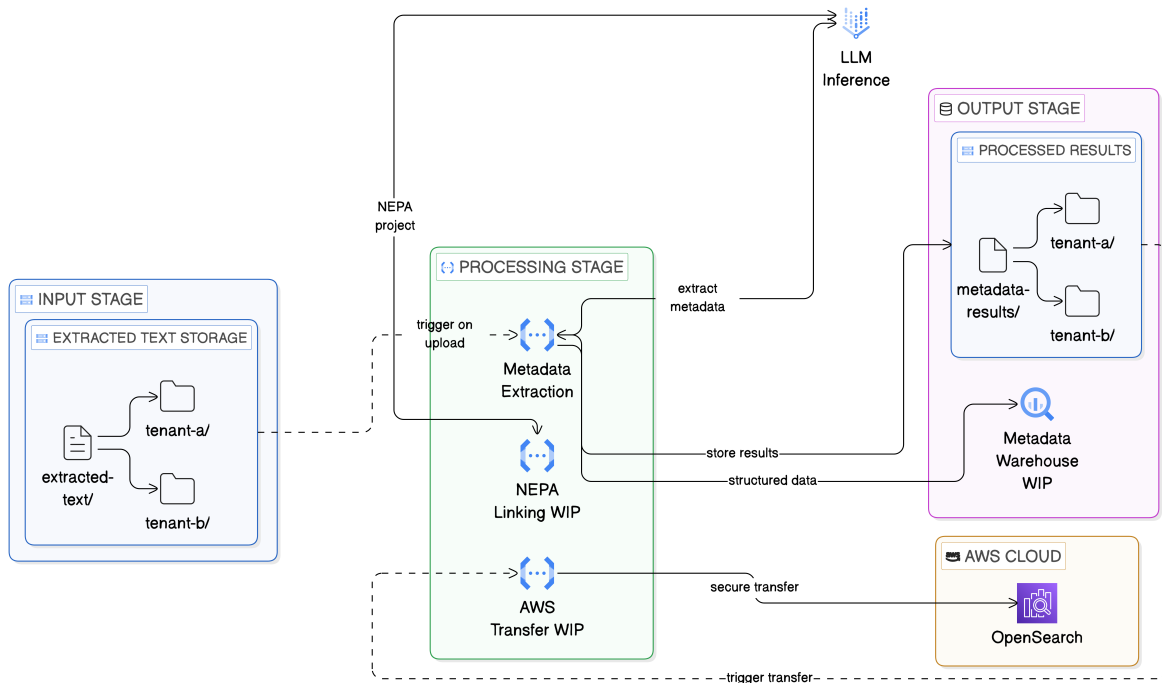 LLM
Inference
OUTPUT STAGE
PROCESSED RESULTS
tenant-a/
metadata-
results/
tenant-b/
Metadata
Warehouse
WIP
NEPA
project
PROCESSING STAGE
extract
metadata
trigger on
upload
Metadata
Extraction
NEPA
Linking WIP
AWS
Transfer WIP
INPUT STAGE
EXTRACTED TEXT STORAGE
tenant-a/
extracted-
text/
tenant-b/
store results
structured data
secure transfer
aws
AWS CLOUD
OpenSearch
trigger transfer